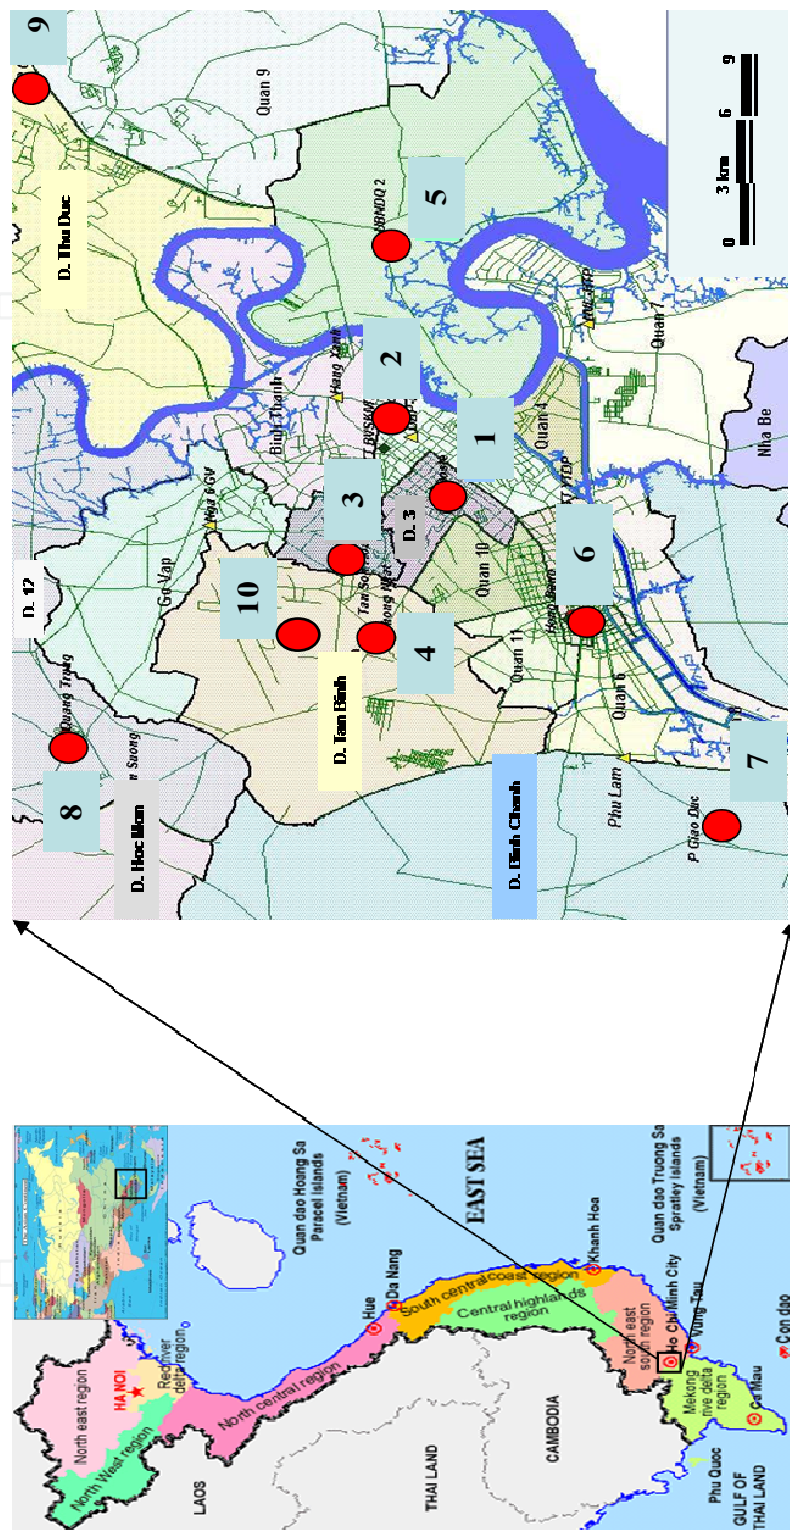 North east region
HA NOI
Red river
delta region
North West region
LAOS
North central region
Hue
Da Nang
Quan dao Hoang Sa
Paracel Islands
(Vietnam)
EAST SEA
THAI LAND
CAMBODIA
South central coast region
Central highlands
region
Khanh Hoa
North east
south region
Ho Chi Minh City
Vung Tau
Quan dao Truong Sa
Spratley Islands
(Vietnam)
Mekong
rive delta
region
Ca Mau
Con dao
Phu Quoc
GULF OF
THAI LAND
D. Hoc Mon
8
Quang Trung
D. 12
Go Vap
D. Thu Duc
9
Quan 9
Binh Thanh
Hang Xanh
10
D. Tan Binh
3
4
D. 3
2
5
UBMDQ 2
1
Quan 10
Quan 11
Quan 4
6
Quan 6
D. Binh Chanh
Phu Lam
P Giao Duc
7
Quan 7
Nha Be
0 3 km 6 9